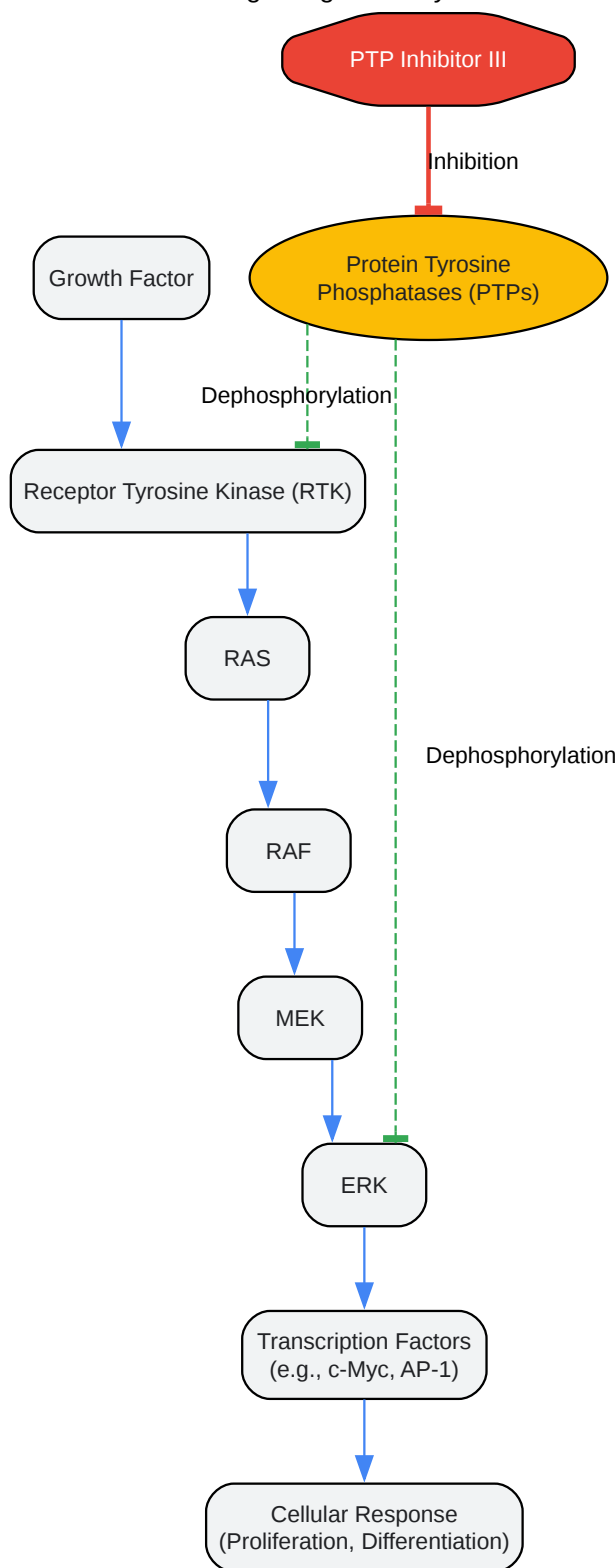 PTP Inhibitor III
Inhibition
Protein Tyrosine
Phosphatases (PTPs)
Growth Factor
Dephosphorylation
Receptor Tyrosine Kinase (RTK)
RAS
Dephosphorylation
RAF
MEK
ERK
Transcription Factors
(e.g., c-Myc, AP-1)
Cellular Response
(Proliferation, Differentiation)